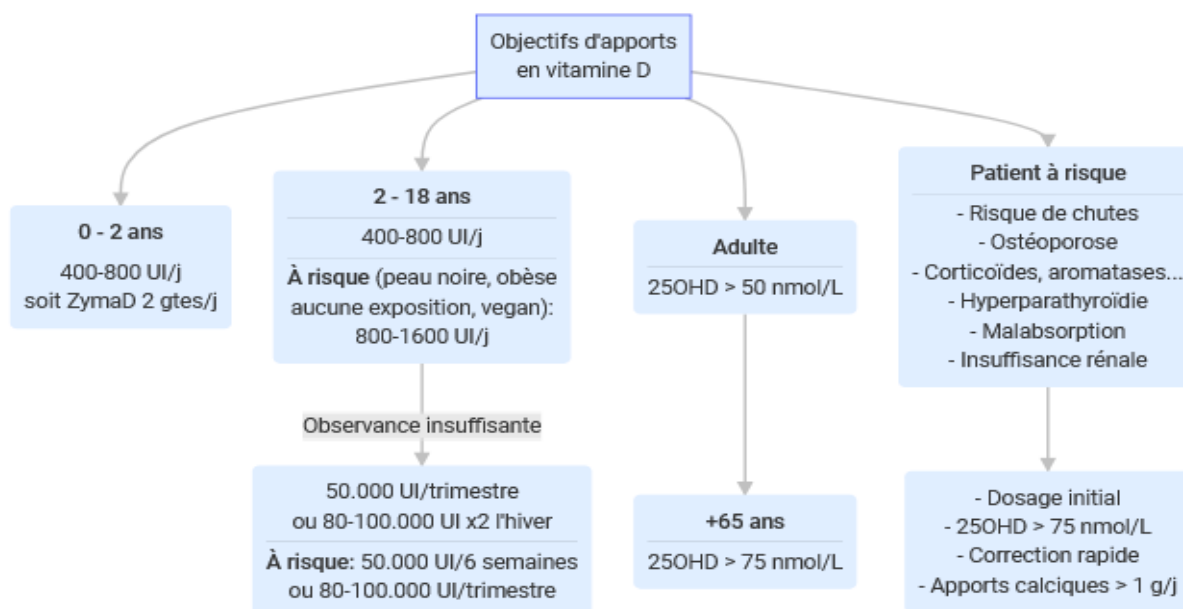 Objectifs d'apports
en vitamine D
0 - 2 ans
400-800 UI/j
soit ZymaD 2 gtes/j
2 - 18 ans
400-800 UI/j
À risque (peau noire, obèse
aucune exposition, vegan):
800-1600 UI/j
Observance insuffisante
50.000 UI/trimestre
ou 80-100.000 UI x2 l'hiver
À risque: 50.000 UI/6 semaines
ou 80-100.000 UI/trimestre
Adulte
25OHD > 50 nmol/L
+65 ans
25OHD > 75 nmol/L
Patient à risque
- Risque de chutes
- Ostéoporose
- Corticoïdes, aromatases...
- Hyperparathyroïdie
- Malabsorption
- Insuffisance rénale
- Dosage initial
- 25OHD > 75 nmol/L
- Correction rapide
- Apports calciques > 1 g/j